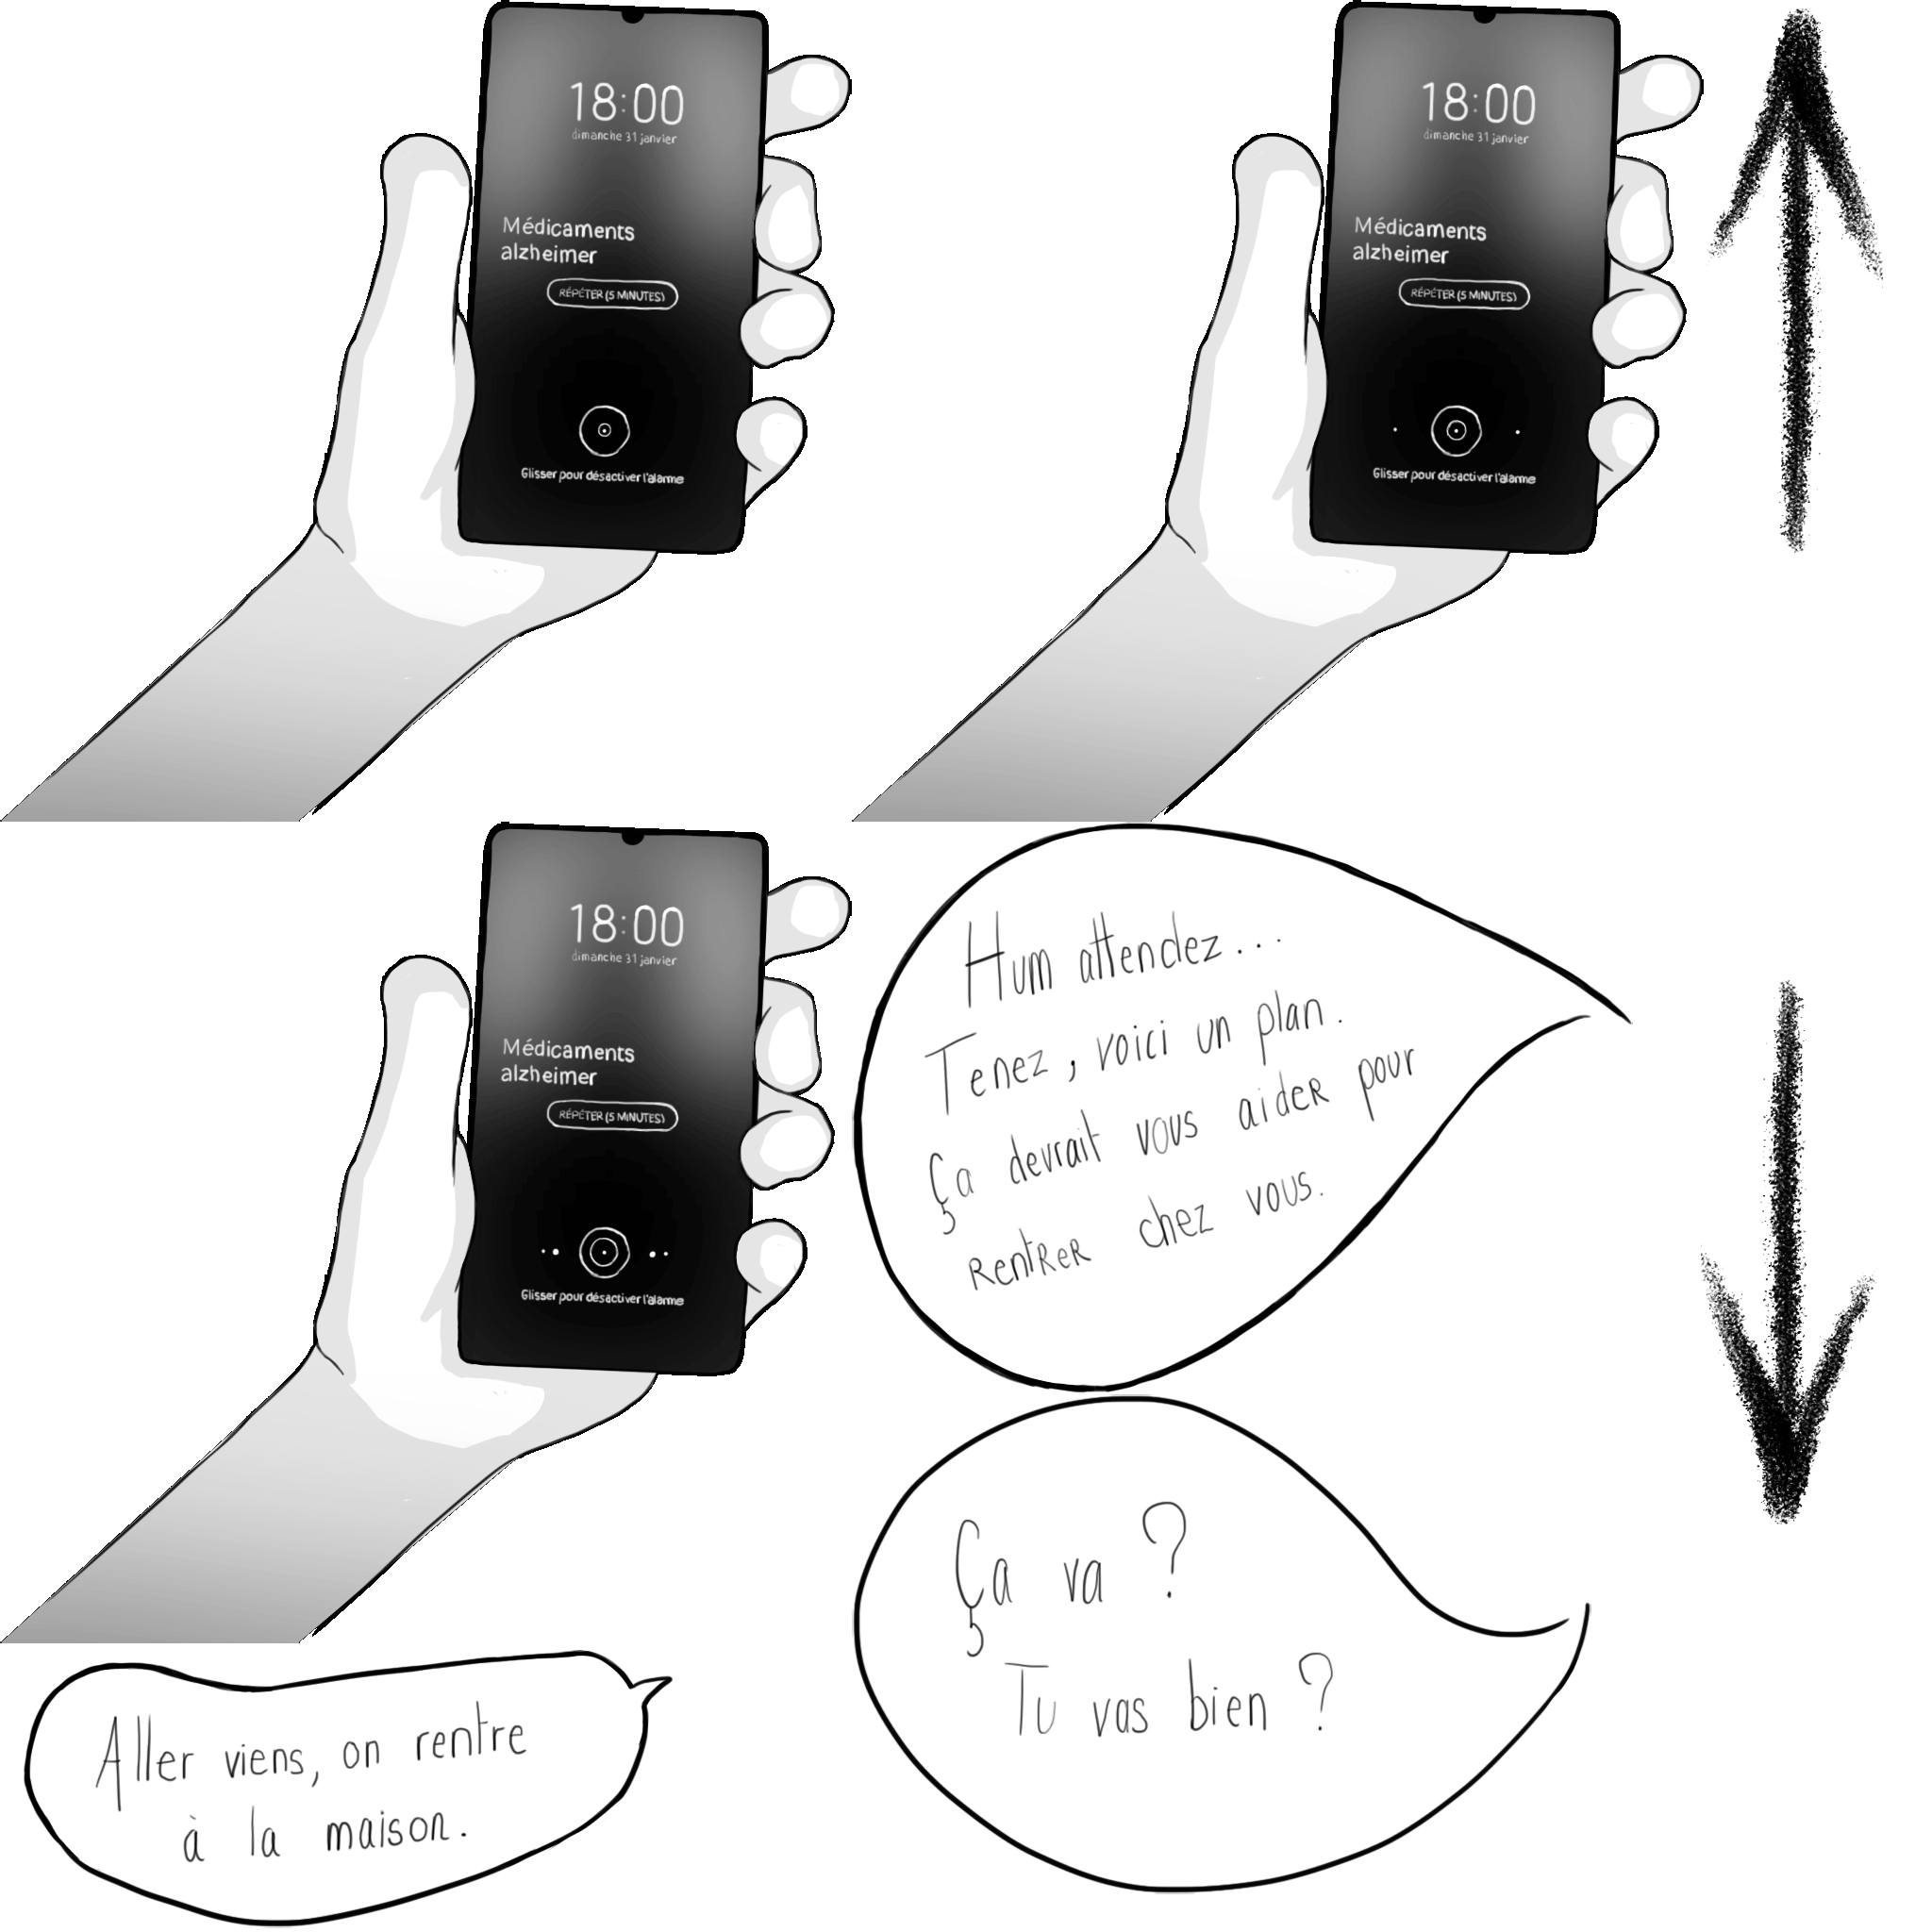 18:00
dimanche 31 janvier
Médicaments
alzheimer
RÉPÉTER (5 MINUTES)
Glisser pour désactiver l'alarme
18:00
dimanche 31 janvier
Médicaments
alzheimer
RÉPÉTER (5 MINUTES)
Glisser pour désactiver l'alarme
18:00
dimanche 31 janvier
Médicaments
alzheimer
RÉPÉTER (5 MINUTES)
Glisser pour désactiver l'alarme
Hum attendez...
Tenez, voici un plan.
Ça devrait vous aider pour
rentrer chez vous.
Ça va ?
Tu vas bien ?
Aller viens, on rentre
à la maison.